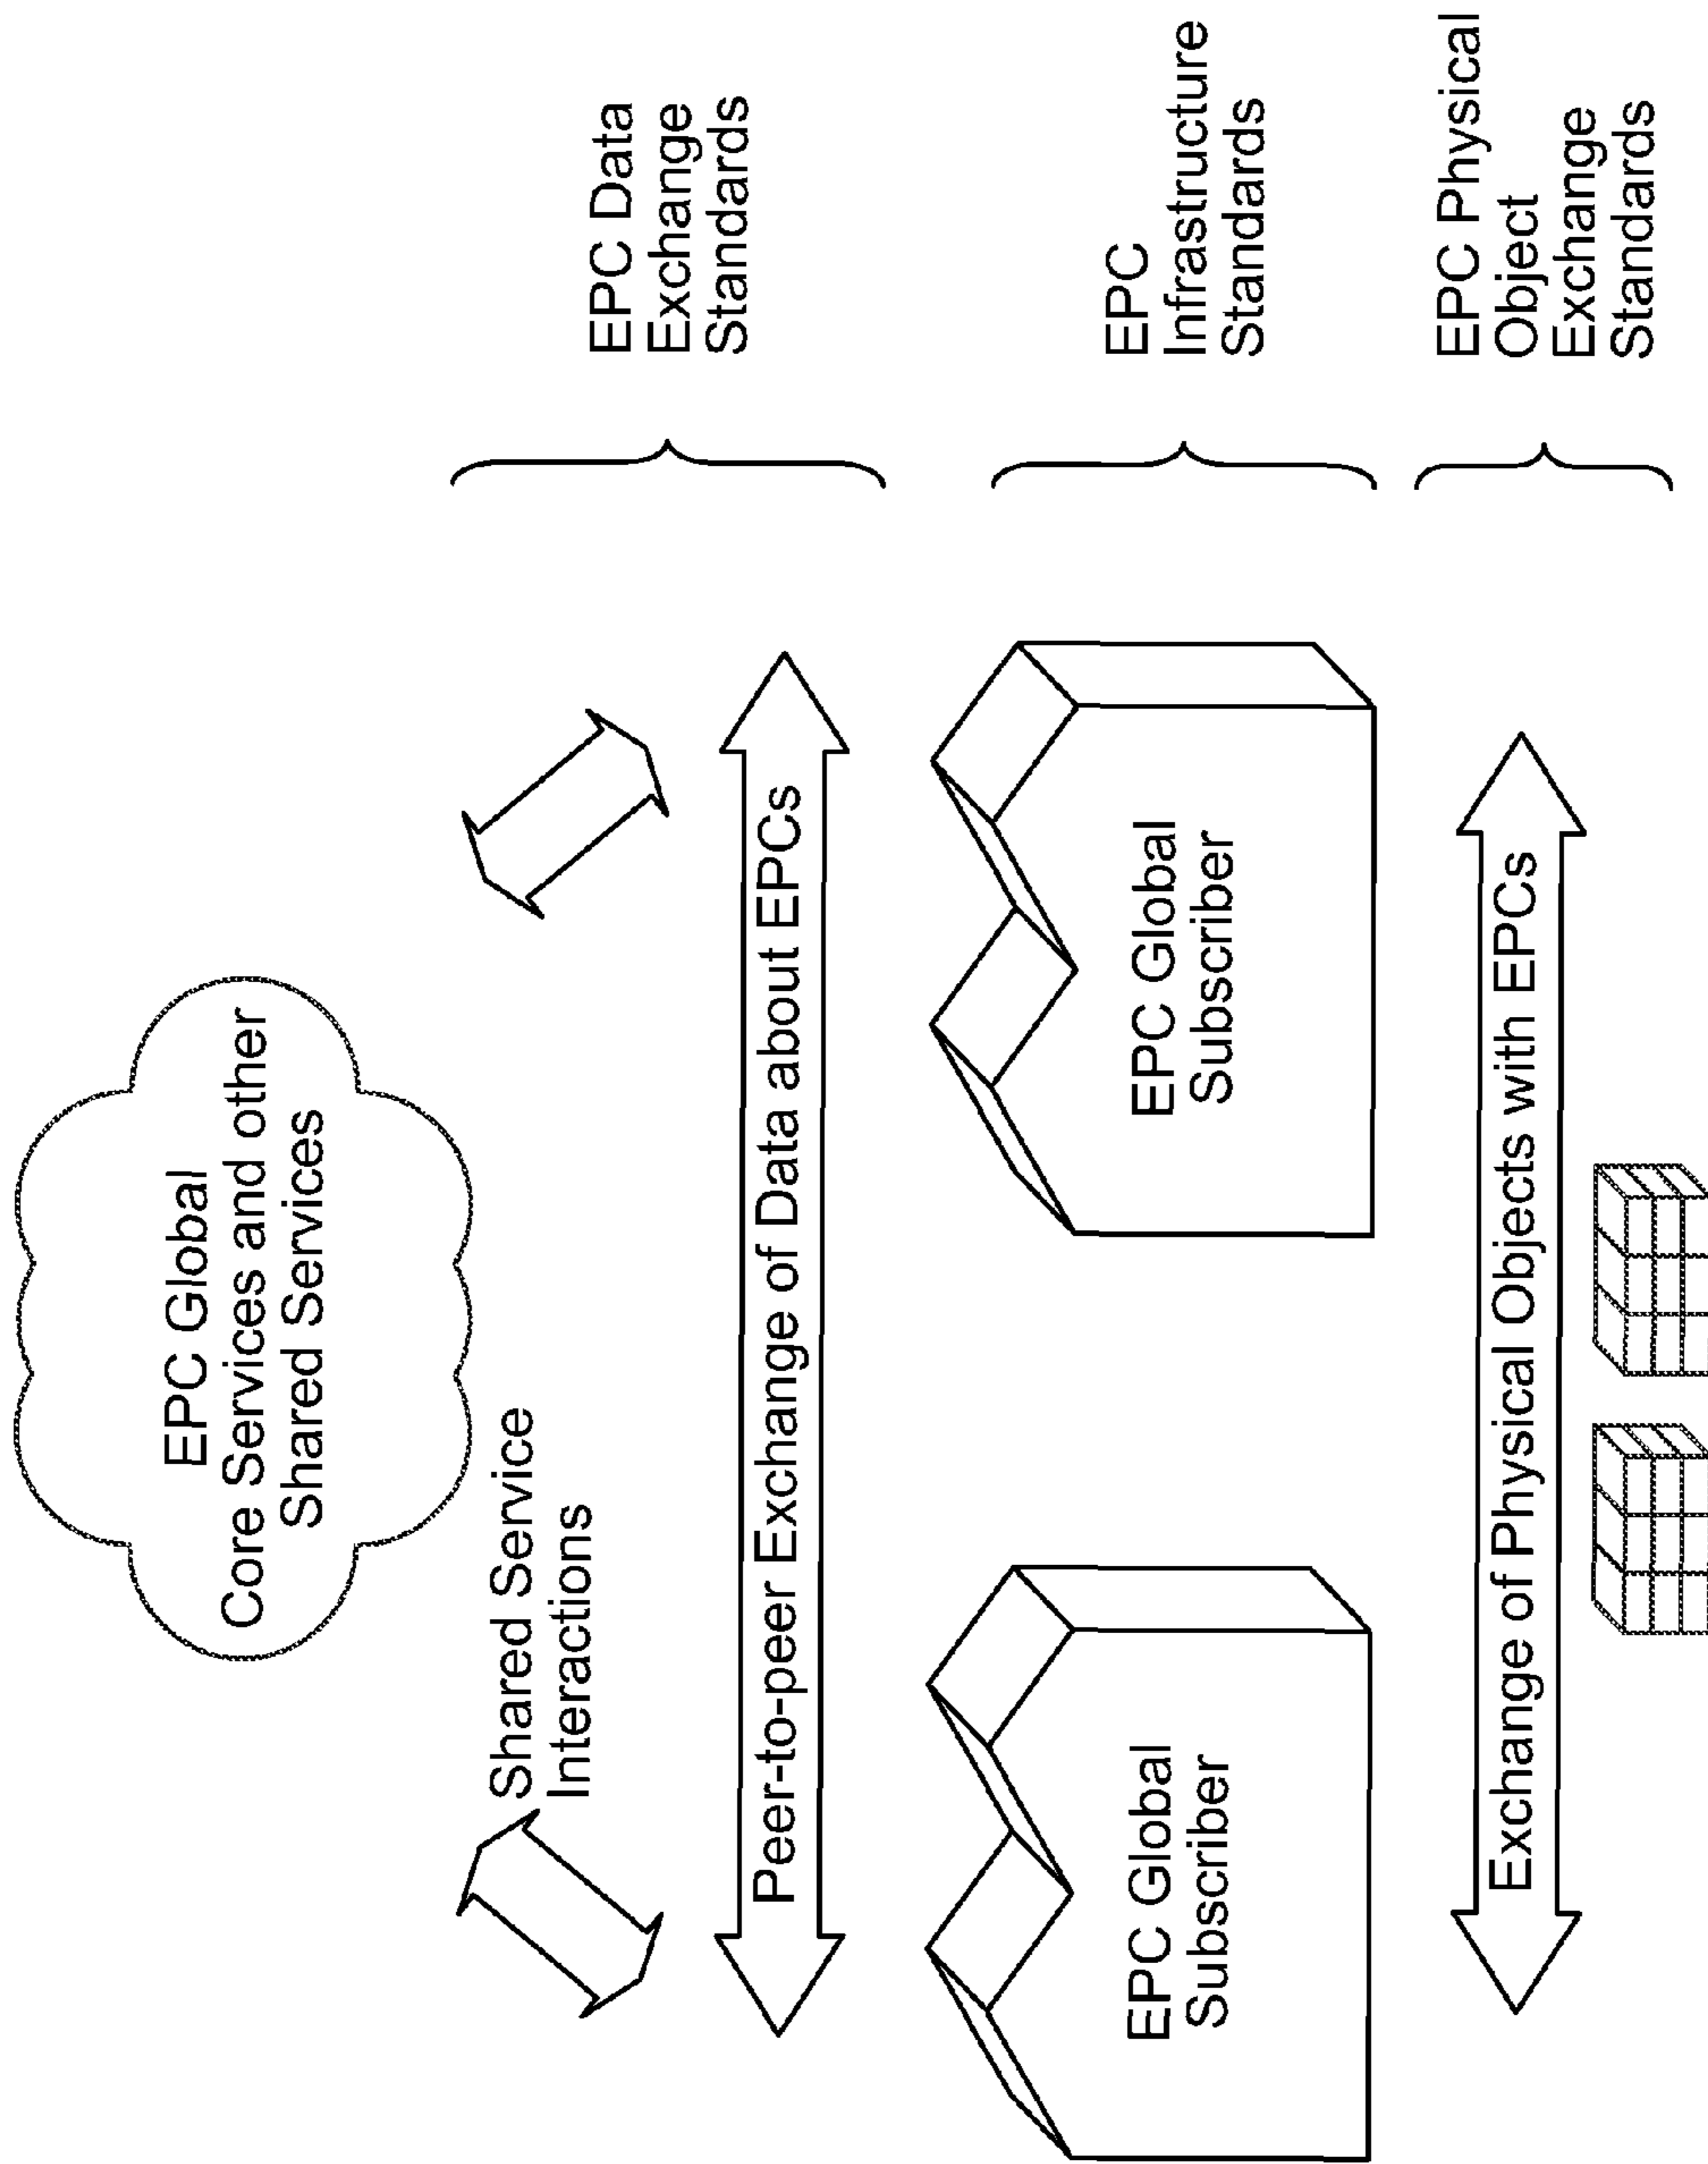 EPC Global
Core Services and other
Shared Services
Shared Service
Interactions
EPC Data
Exchange
Standards
Peer-to-peer Exchange of Data about EPCs
EPC Global
Subscriber
EPC Global
Subscriber
EPC
Infrastructure
Standards
Exchange of Physical Objects with EPCs
EPC Physical
Object
Exchange
Standards